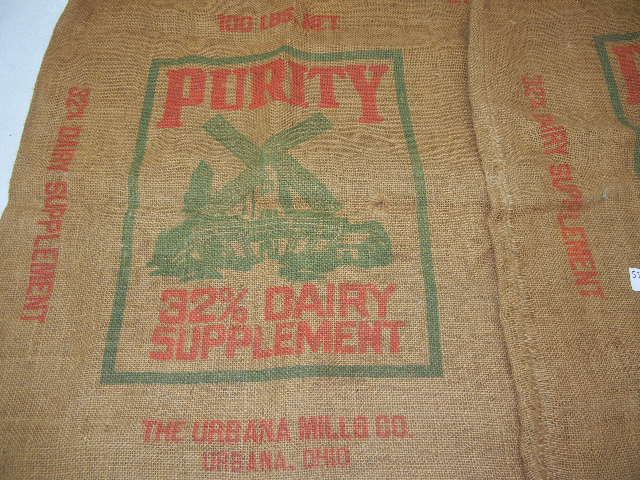 100 LBS. NET
PURITY
32% DAIRY
SUPPLEMENT
THE URBANA MILLS CO.
URBANA, OHIO
32% DAIRY SUPPLEMENT
32% DAIRY SUPPLEMENT